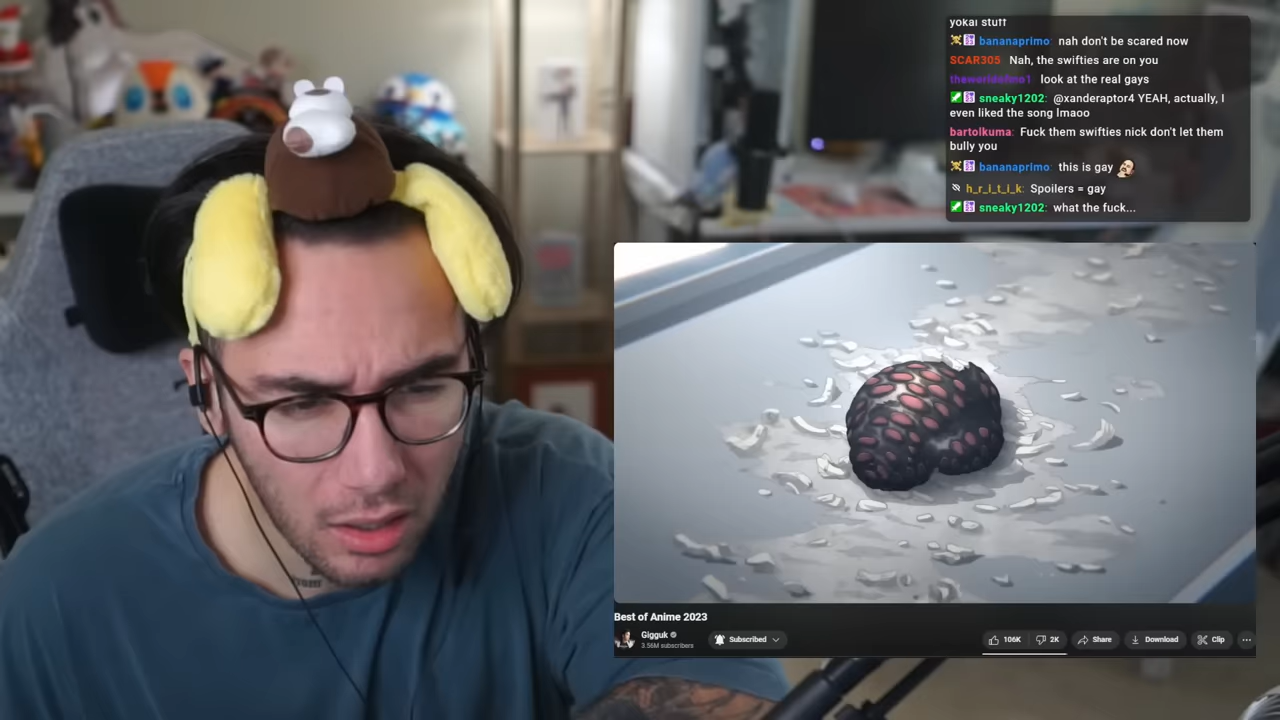 yokai stuff
bananaprimo: nah don't be scared now
SCAR305 Nah, the swifties are on you
look at the real gays
sneaky1202: @xanderaptor4 YEAH, actually, I
even liked the song lmaoo
bartolkuma: Fuck them swifties nick don't let them
bully you
bananaprimo: this is gay
h_r_i_t_i_k: Spoilers = gay
sneaky1202: what the fuck...
Best of Anime 2023
Gigguk
3.56M subscribers
Subscribed
106K
2K
Share
Download
Clip